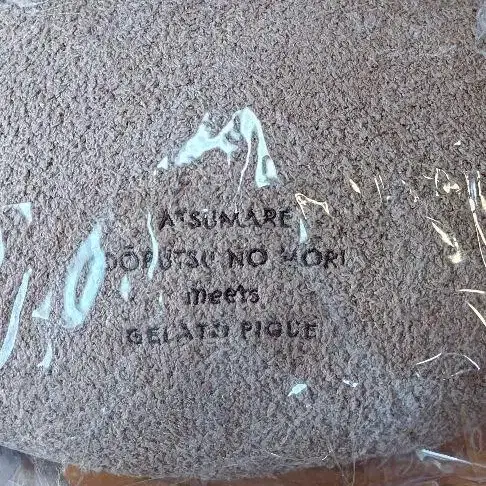 ATSUMARE
DŌBUTSU NO MORI
meets
GELATO PIQUE